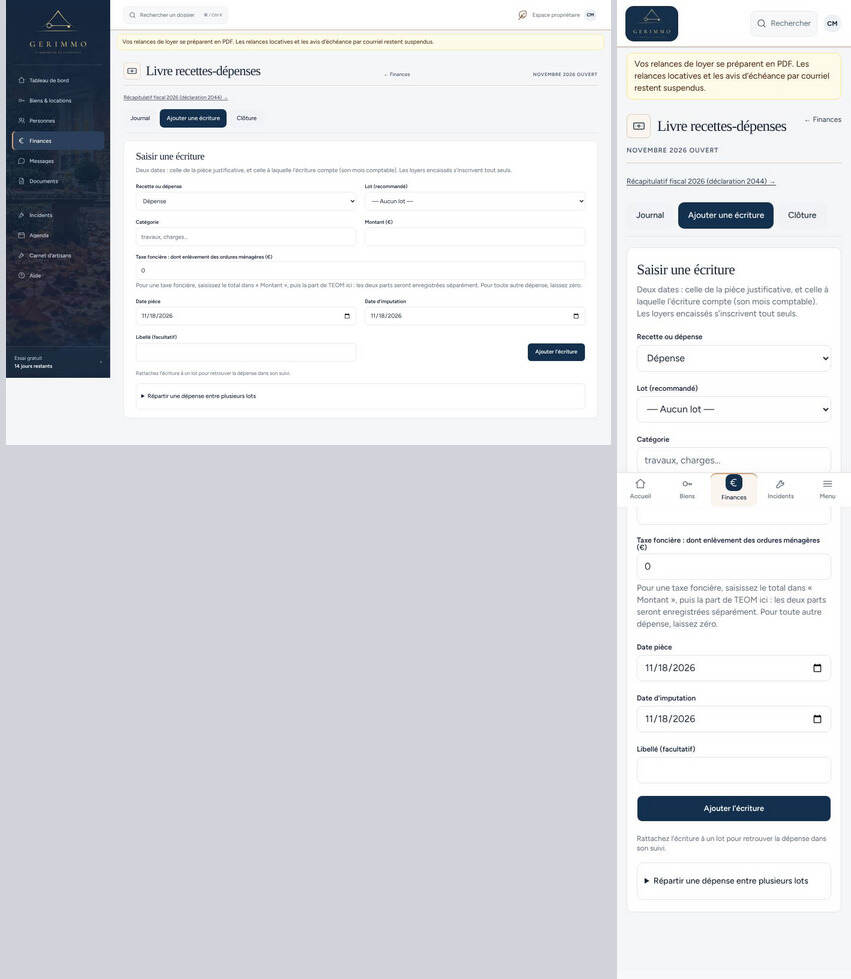 GERIMMO
Tableau de bord
Biens & locations
Personnes
Finances
Messages
Documents
Incidents
Agenda
Carnet d'artisans
Aide
Essai gratuit
14 jours restants
Rechercher un dossier
Espace propriétaire
CM
Vos relances de loyer se préparent en PDF. Les relances locatives et les avis d'échéance par courriel restent suspendus.
Livre recettes-dépenses
← Finances
NOVEMBRE 2026 OUVERT
Récapitulatif fiscal 2026 (déclaration 2044) →
Journal
Ajouter une écriture
Clôture
Saisir une écriture
Deux dates : celle de la pièce justificative, et celle à laquelle l'écriture compte (son mois comptable). Les loyers encaissés s'inscrivent tout seuls.
Recette ou dépense
Lot (recommandé)
Dépense
— Aucun lot —
Catégorie
Montant (€)
travaux, charges…
Taxe foncière : dont enlèvement des ordures ménagères (€)
0
Pour une taxe foncière, saisissez le total dans « Montant », puis la part de TEOM ici : les deux parts seront enregistrées séparément. Pour toute autre dépense, laissez zéro.
Date pièce
Date d'imputation
11/18/2026
11/18/2026
Libellé (facultatif)
Ajouter l'écriture
Rattachez l'écriture à un lot pour retrouver la dépense dans son suivi.
Répartir une dépense entre plusieurs lots
GERIMMO
Rechercher
CM
Vos relances de loyer se préparent en PDF. Les
relances locatives et les avis d'échéance par courriel
restent suspendus.
Livre recettes-dépenses
← Finances
NOVEMBRE 2026 OUVERT
Récapitulatif fiscal 2026 (déclaration 2044) →
Journal
Ajouter une écriture
Clôture
Saisir une écriture
Deux dates : celle de la pièce justificative, et celle à
laquelle l'écriture compte (son mois comptable).
Les loyers encaissés s'inscrivent tout seuls.
Recette ou dépense
Dépense
Lot (recommandé)
— Aucun lot —
Catégorie
travaux, charges…
Accueil
Biens
Finances
Incidents
Menu
Taxe foncière : dont enlèvement des ordures ménagères
(€)
0
Pour une taxe foncière, saisissez le total dans «
Montant », puis la part de TEOM ici : les deux parts
seront enregistrées séparément. Pour toute autre
dépense, laissez zéro.
Date pièce
11/18/2026
Date d'imputation
11/18/2026
Libellé (facultatif)
Ajouter l'écriture
Rattachez l'écriture à un lot pour retrouver la dépense dans
son suivi.
Répartir une dépense entre plusieurs lots